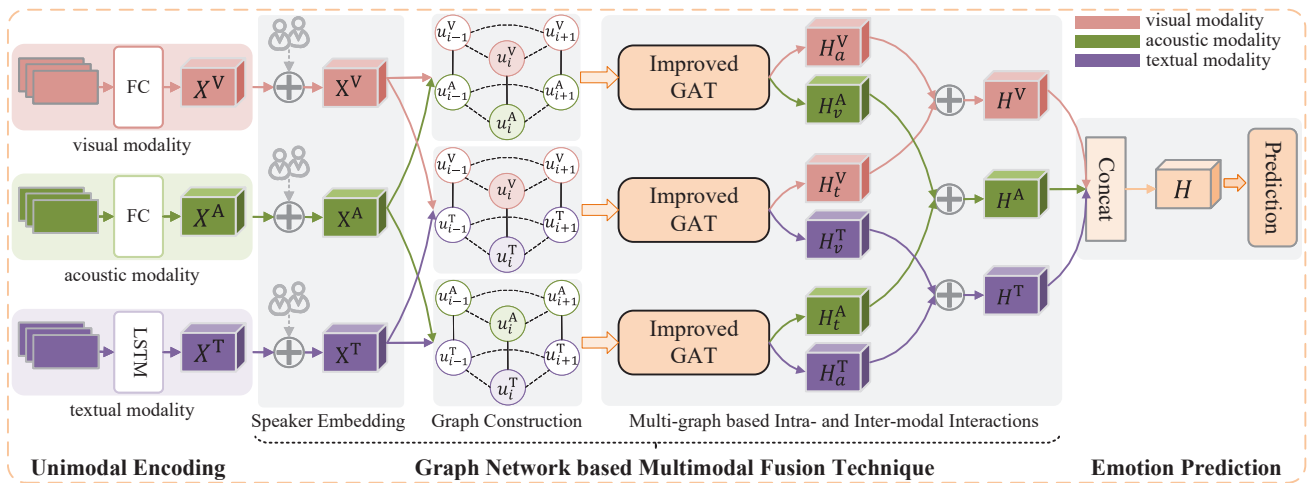 visual modality
acoustic modality
textual modality
FC
X^V
visual modality
FC
X^A
acoustic modality
LSTM
X^T
textual modality
X^V
X^A
X^T
Speaker Embedding
u_{i-1}^V
u_i^V
u_{i+1}^V
u_{i-1}^A
u_i^A
u_{i+1}^A
u_{i-1}^V
u_i^V
u_{i+1}^V
u_{i-1}^T
u_i^T
u_{i+1}^T
u_{i-1}^A
u_i^A
u_{i+1}^A
u_{i-1}^T
u_i^T
u_{i+1}^T
Graph Construction
Improved
GAT
Improved
GAT
Improved
GAT
H_a^V
H_v^A
H_t^V
H_v^T
H_t^A
H_a^T
H^V
H^A
H^T
Multi-graph based Intra- and Inter-modal Interactions
Concat
H
Prediction
Unimodal Encoding
Graph Network based Multimodal Fusion Technique
Emotion Prediction